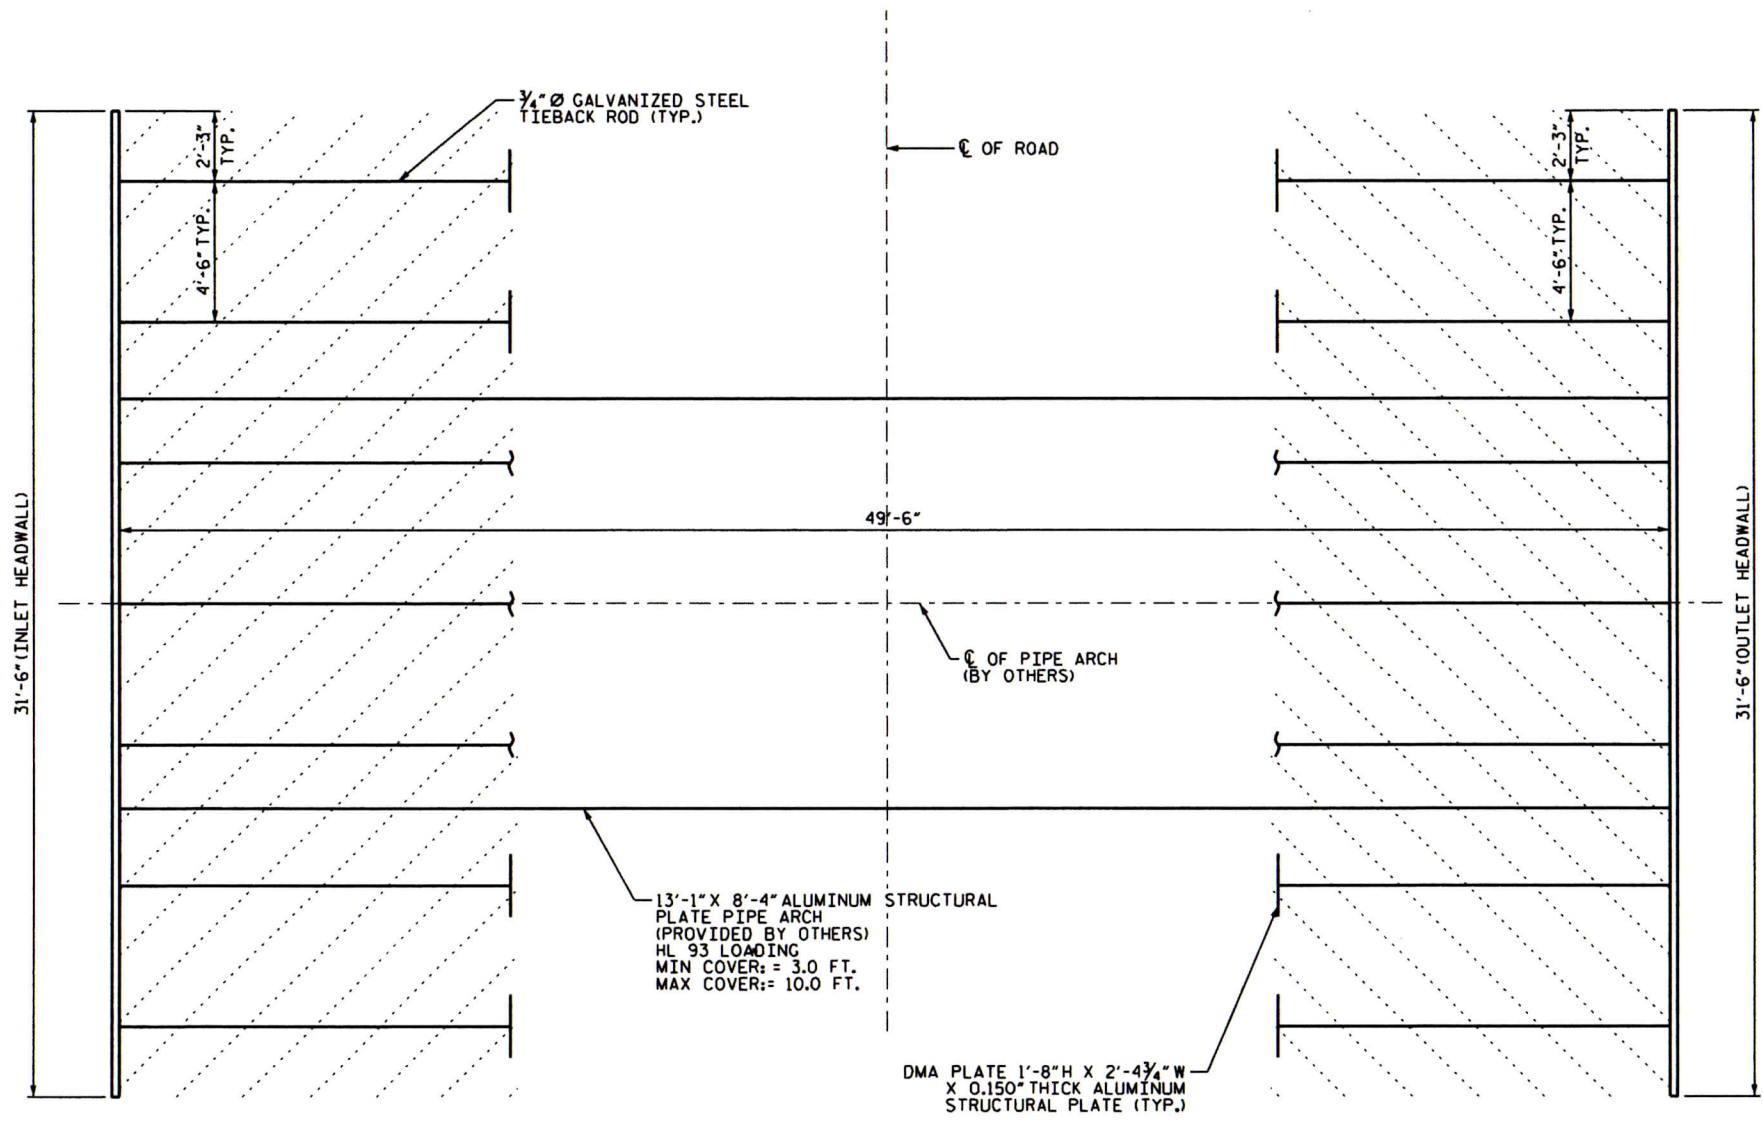 ¾" Ø GALVANIZED STEEL
TIEBACK ROD (TYP.)
℄ OF ROAD
2'-3"
TYP.
4'-6" TYP.
2'-3"
TYP.
4'-6" TYP.
49'-6"
31'-6" (INLET HEADWALL)
31'-6" (OUTLET HEADWALL)
℄ OF PIPE ARCH
(BY OTHERS)
13'-1" X 8'-4" ALUMINUM STRUCTURAL
PLATE PIPE ARCH
(PROVIDED BY OTHERS)
HL 93 LOADING
MIN COVER:= 3.0 FT.
MAX COVER:= 10.0 FT.
DMA PLATE 1'-8"H X 2'-4¾"W
X 0.150" THICK ALUMINUM
STRUCTURAL PLATE (TYP.)